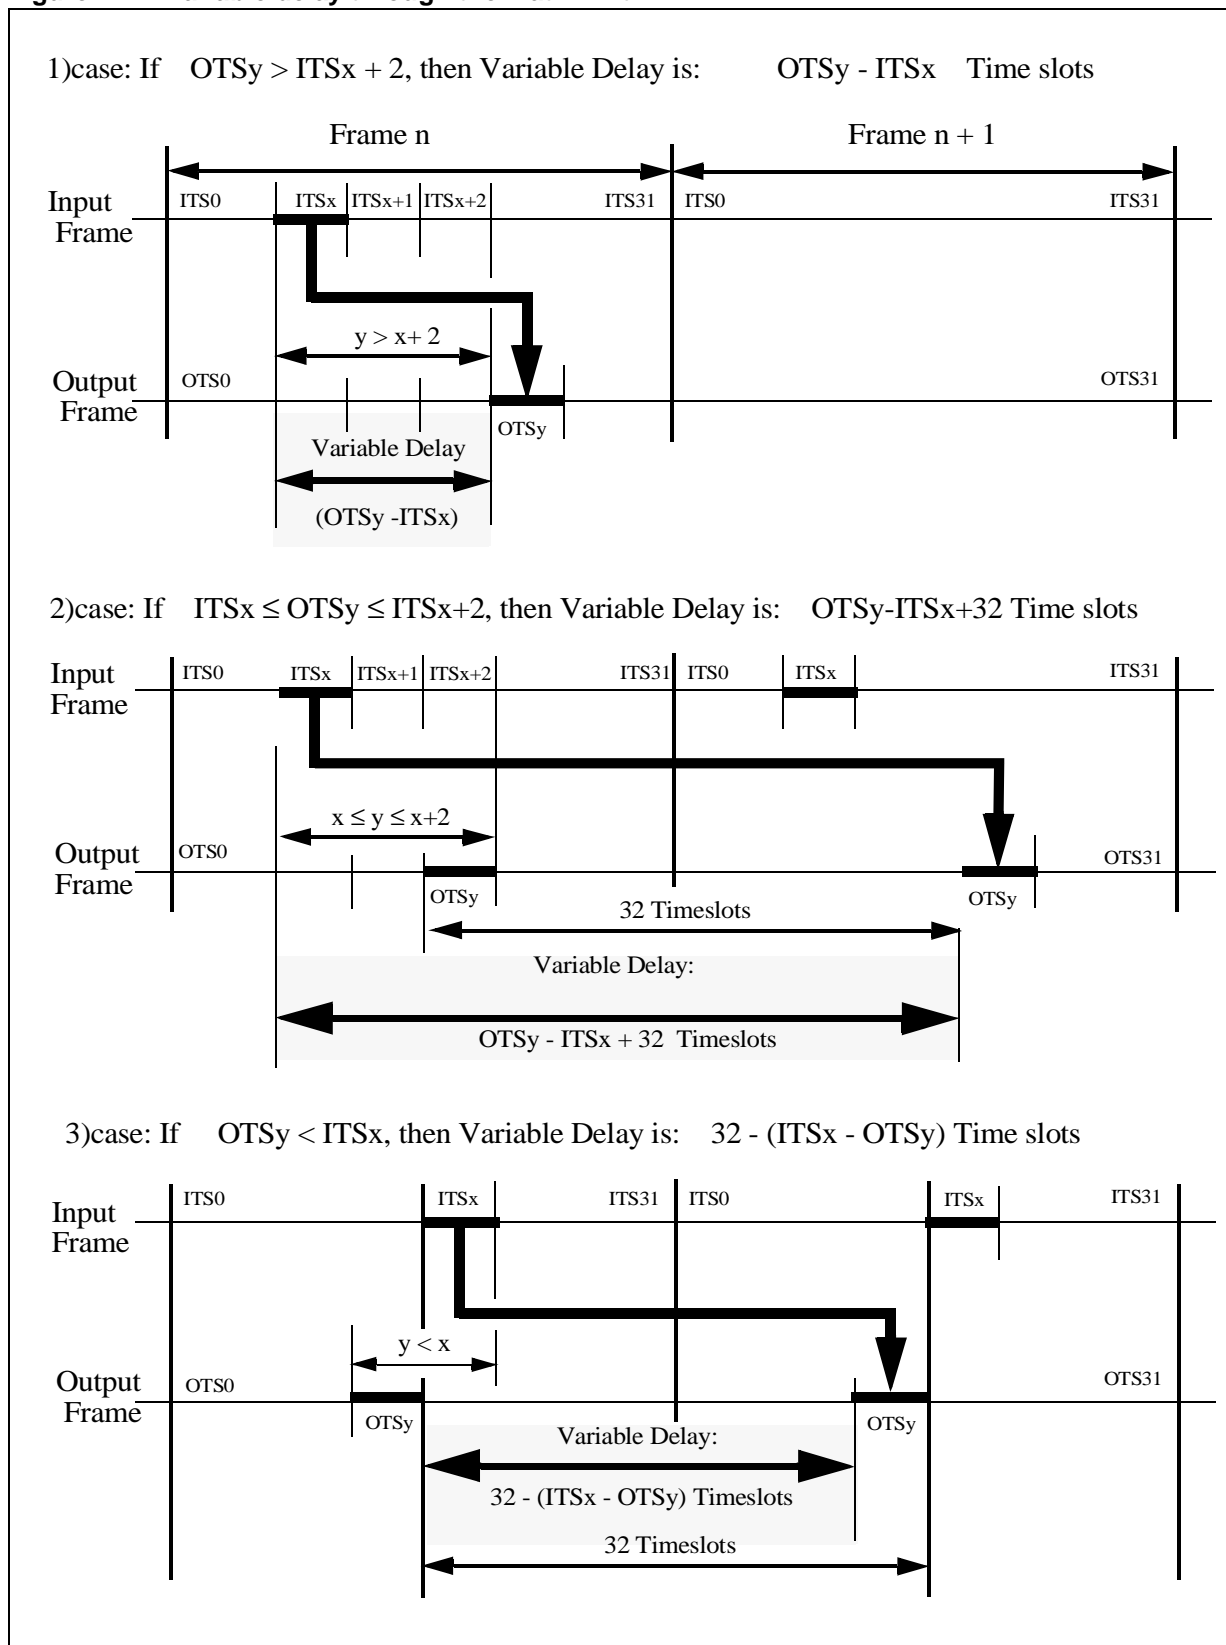 1)case: If OTSy > ITSx + 2, then Variable Delay is: OTSy - ITSx Time slots
Frame n Frame n + 1
Input Frame
ITS0 ITSx ITSx+1 ITSx+2 ITS31 ITS0 ITS31
y > x+ 2
Output Frame
OTS0 OTS31
OTSy
Variable Delay
(OTSy -ITSx)
2)case: If ITSx ≤ OTSy ≤ ITSx+2, then Variable Delay is: OTSy-ITSx+32 Time slots
Input Frame
ITS0 ITSx ITSx+1 ITSx+2 ITS31 ITS0 ITSx ITS31
x ≤ y ≤ x+2
Output Frame
OTS0 OTS31
OTSy OTSy
32 Timeslots
Variable Delay:
OTSy - ITSx + 32 Timeslots
3)case: If OTSy < ITSx, then Variable Delay is: 32 - (ITSx - OTSy) Time slots
Input Frame
ITS0 ITSx ITS31 ITS0 ITSx ITS31
y < x
Output Frame
OTS0 OTS31
OTSy OTSy
Variable Delay:
32 - (ITSx - OTSy) Timeslots
32 Timeslots